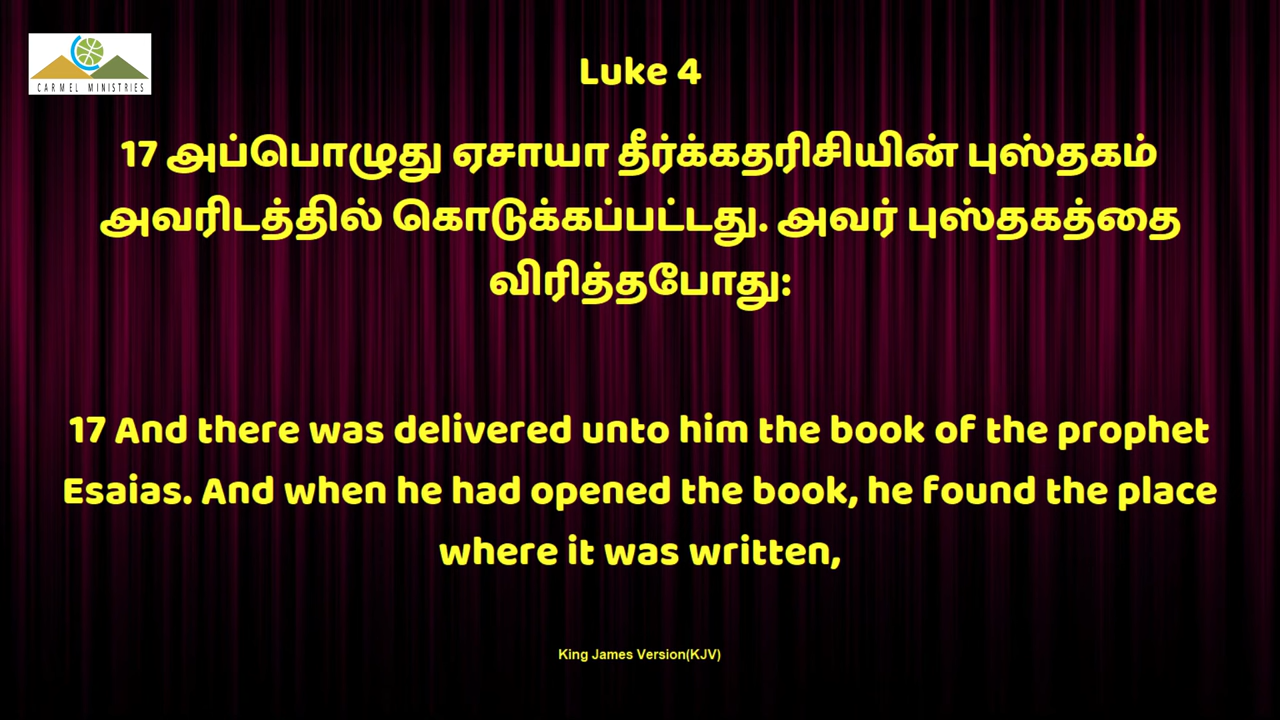 CARMEL MINISTRIES
Luke 4
17 அப்பொழுது ஏசாயா தீர்க்கதரிசியின் புஸ்தகம்
அவரிடத்தில் கொடுக்கப்பட்டது. அவர் புஸ்தகத்தை
விரித்தபோது:
17 And there was delivered unto him the book of the prophet
Esaias. And when he had opened the book, he found the place
where it was written,
King James Version(KJV)